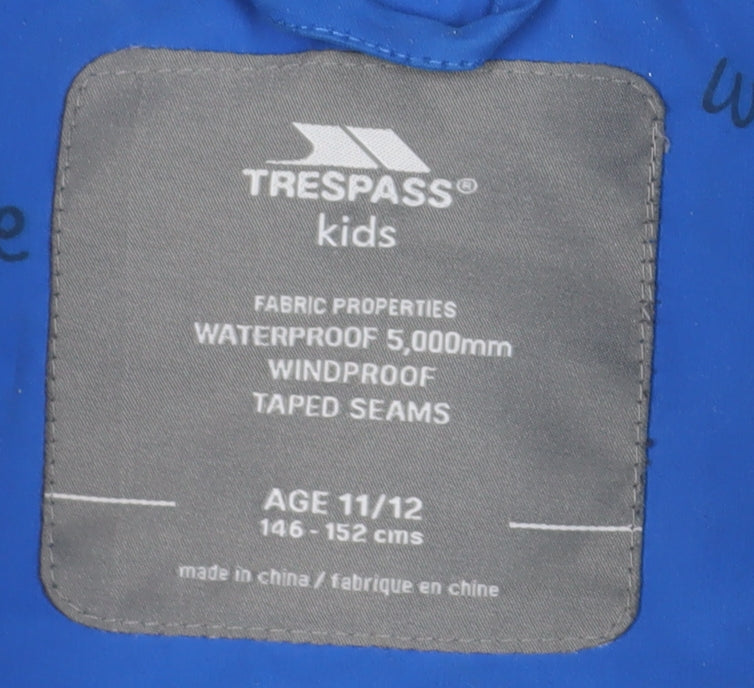 TRESPASS®
kids
FABRIC PROPERTIES
WATERPROOF 5,000mm
WINDPROOF
TAPED SEAMS
AGE 11/12
146 - 152 cms
made in china / fabrique en chine